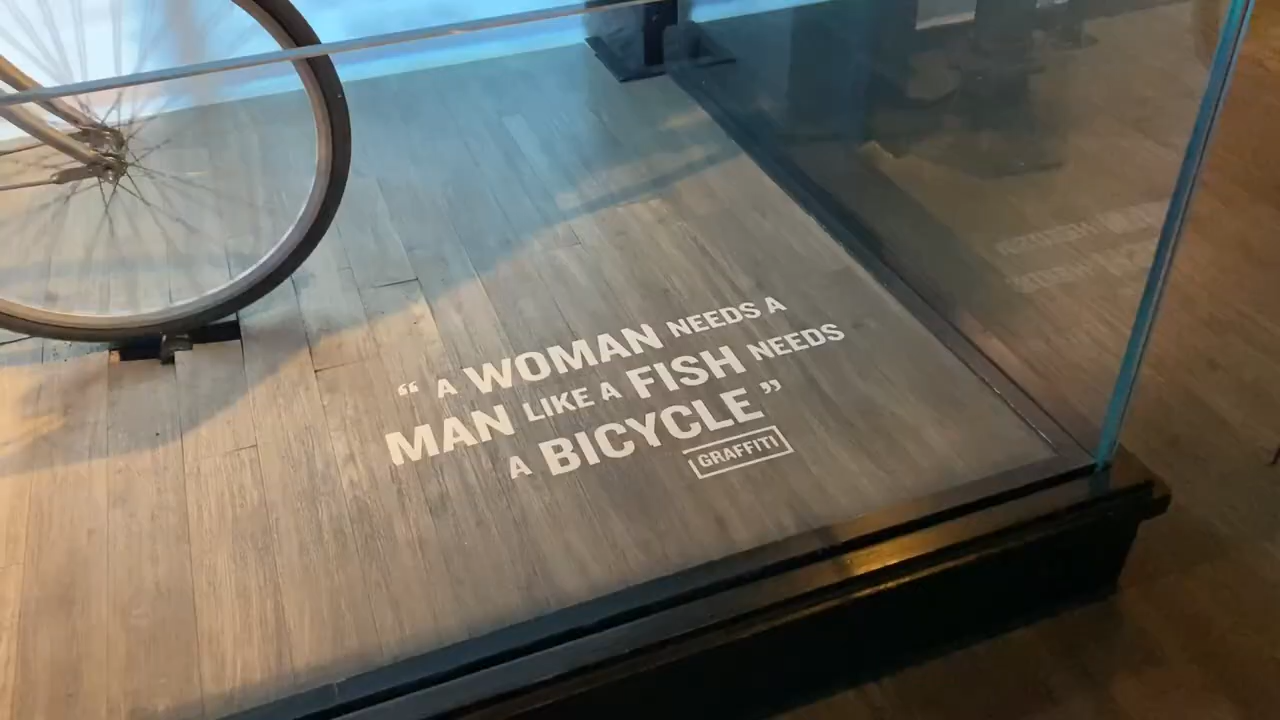 “ A WOMAN NEEDS A
MAN LIKE A FISH NEEDS
A BICYCLE ”
GRAFFITI